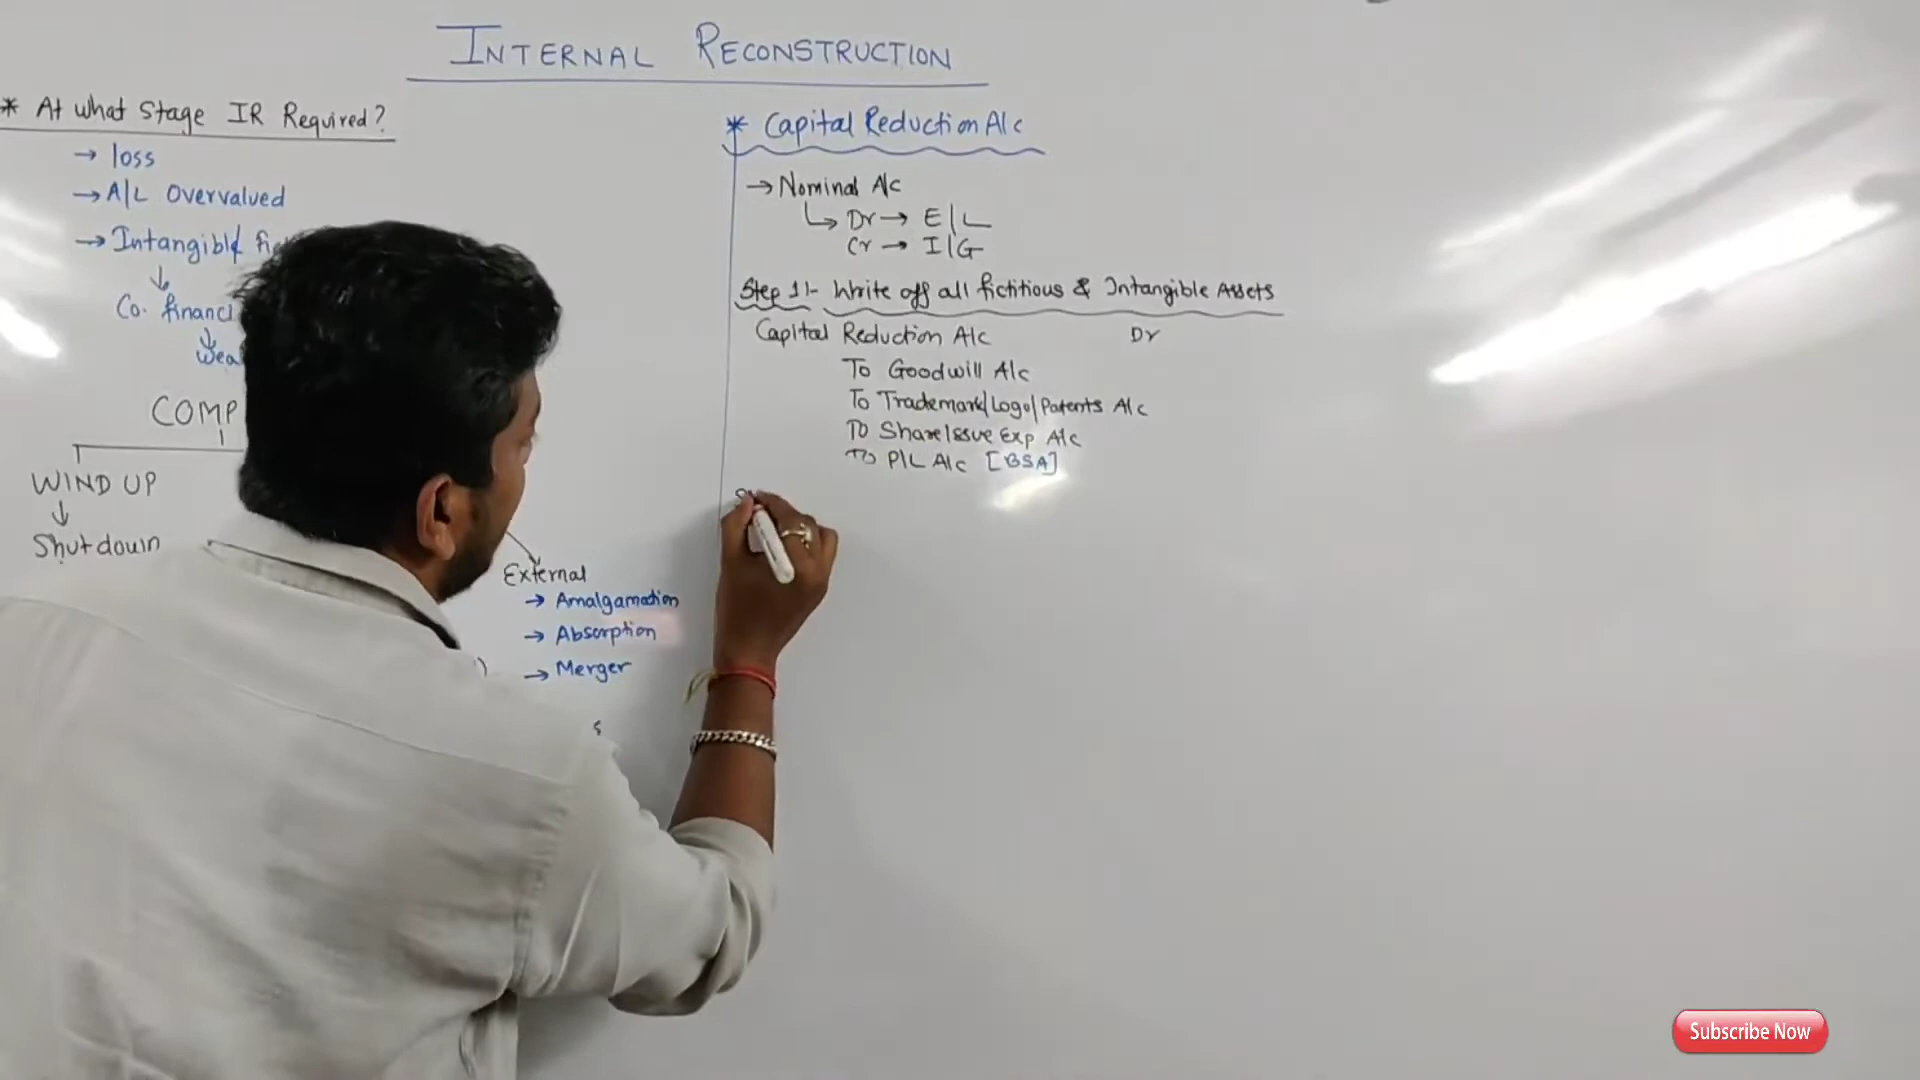 INTERNAL RECONSTRUCTION
* At what Stage IR Required?
→ loss
→ A/L Overvalued
→ Intangible
Co. financi
Wea
COMP
WIND UP
Shutdown
External
→ Amalgamation
→ Absorption
→ Merger
* Capital Reduction A/c
→ Nominal A/c
Dr → E/L
Cr → I/G
Step 1:- Write off all fictitious & Intangible Assets
Capital Reduction A/c Dr
To Goodwill A/c
To Trademark/Logo/Patents A/c
To Share Issue Exp A/c
To P/L A/c [BSA]
Subscribe Now